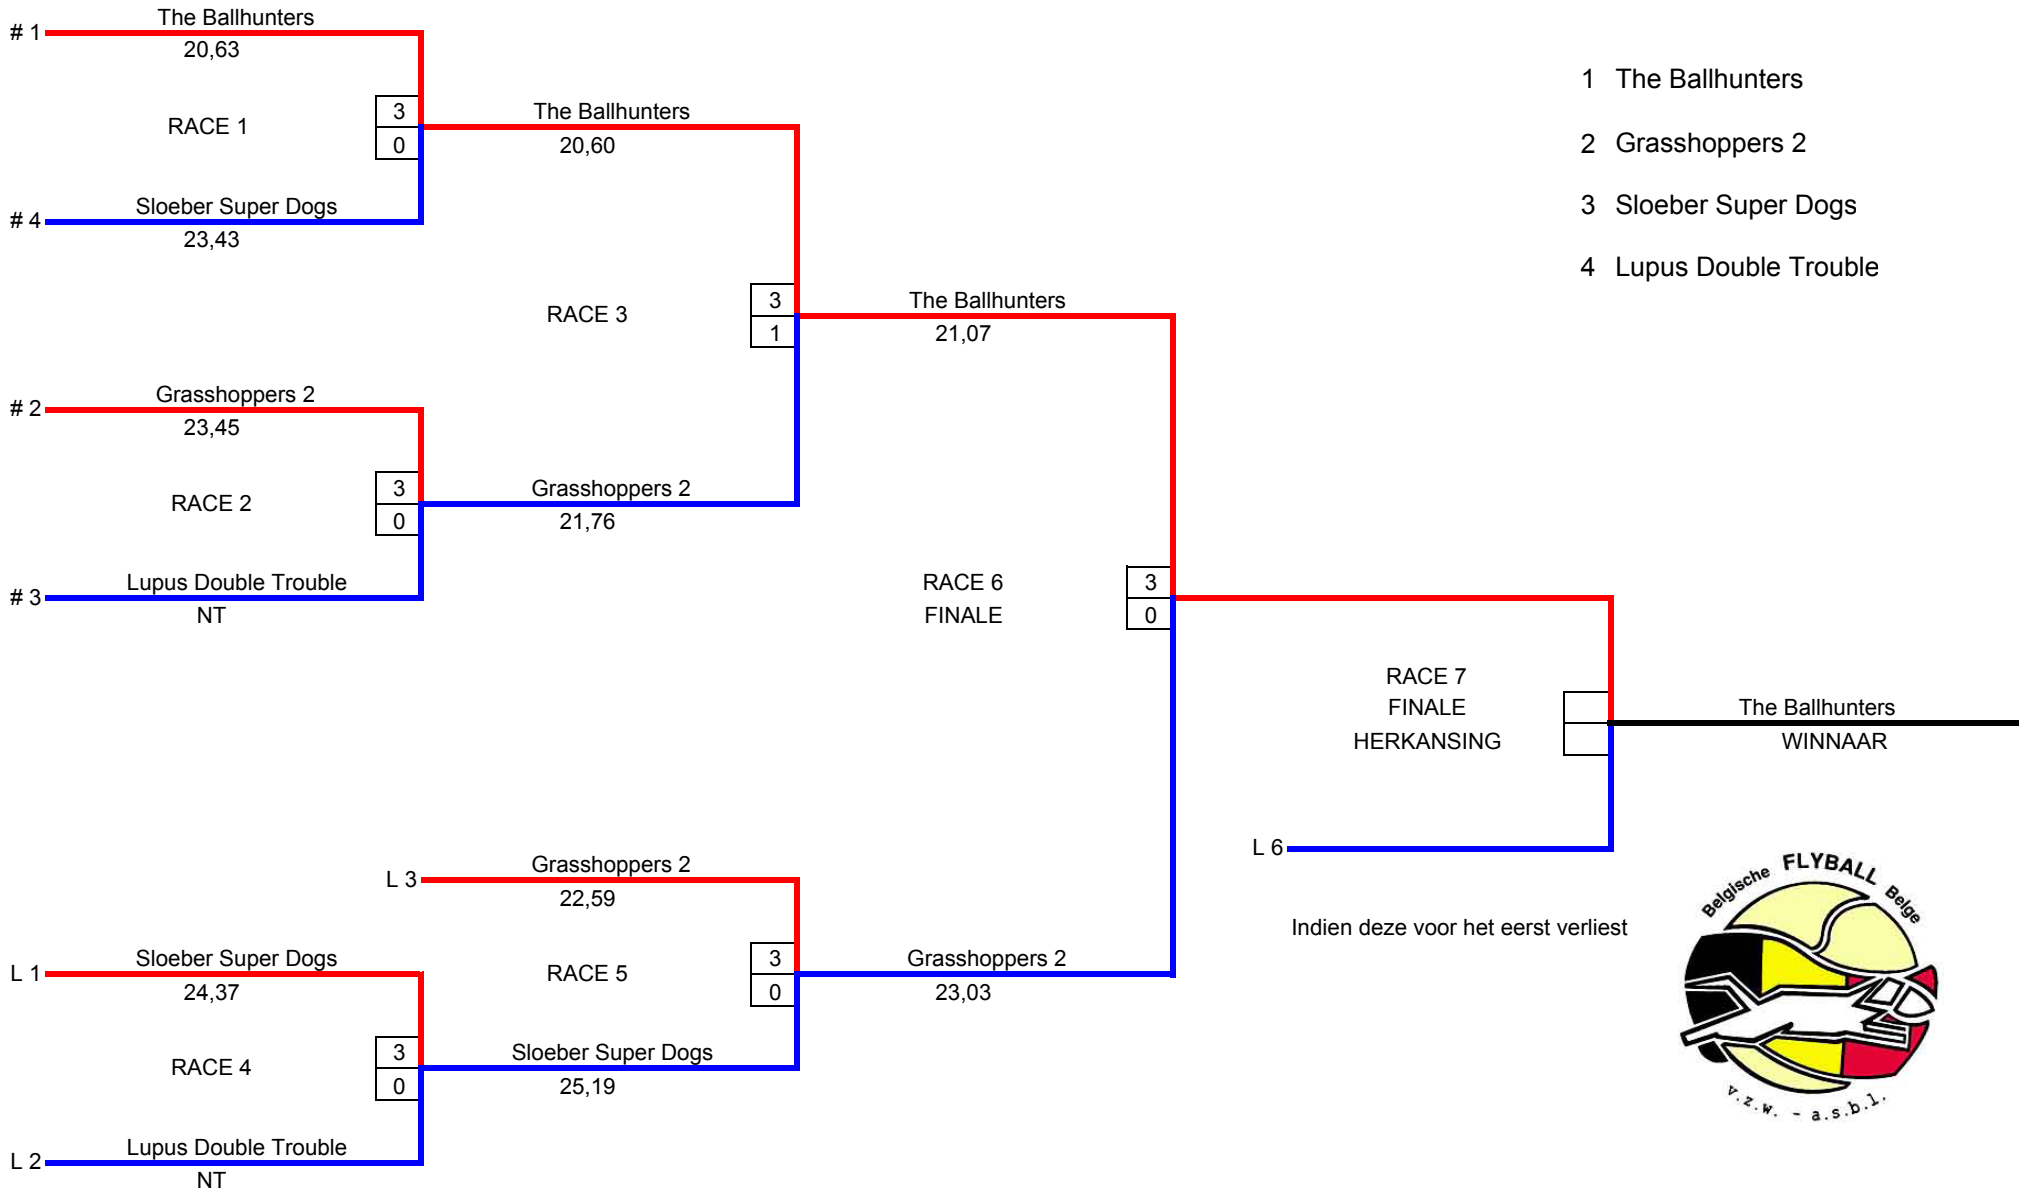 The Ballhunters
# 1
20,63
RACE 1
3
0
Sloeber Super Dogs
# 4
23,43
The Ballhunters
20,60
RACE 3
3
1
Grasshoppers 2
# 2
23,45
RACE 2
3
0
Grasshoppers 2
21,76
Lupus Double Trouble
# 3
NT
The Ballhunters
21,07
RACE 6
FINALE
3
0
1 The Ballhunters
2 Grasshoppers 2
3 Sloeber Super Dogs
4 Lupus Double Trouble
RACE 7
FINALE
HERKANSING
The Ballhunters
WINNAAR
L 6
Indien deze voor het eerst verliest
Grasshoppers 2
L 3
22,59
RACE 5
3
0
Grasshoppers 2
23,03
Sloeber Super Dogs
L 1
24,37
RACE 4
3
0
Sloeber Super Dogs
25,19
Lupus Double Trouble
L 2
NT
Belgische FLYBALL Belge
v.z.w. - a.s.b.l.